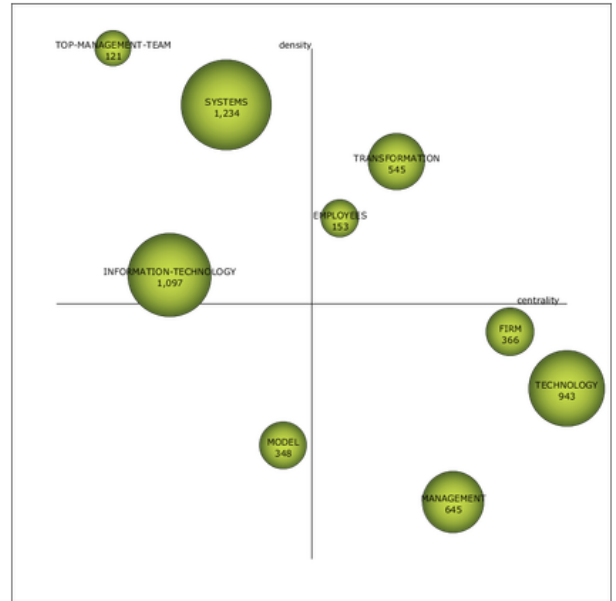 TOP-MANAGEMENT-TEAM
121
density
SYSTEMS
1,234
TRANSFORMATION
545
EMPLOYEES
153
INFORMATION-TECHNOLOGY
1,097
centrality
FIRM
366
TECHNOLOGY
943
MODEL
348
MANAGEMENT
645